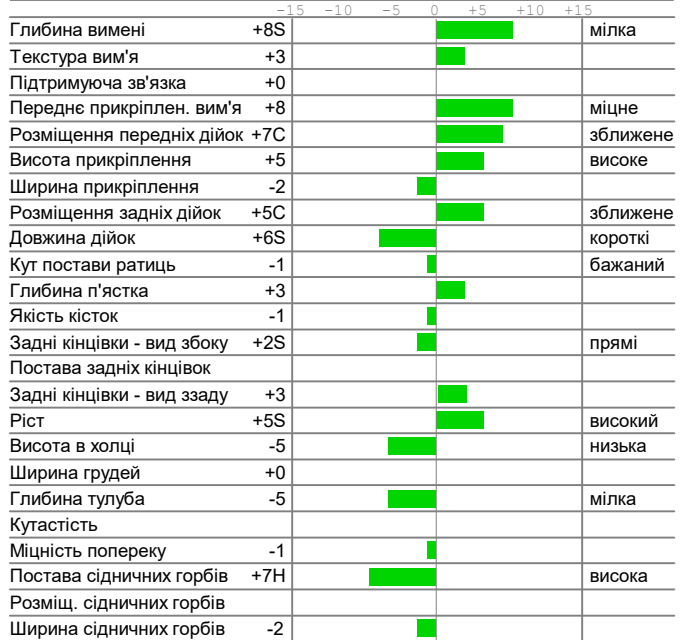 -15 -10 -5 0 +5 +10 +15
Глибина вимені +8S мілка
Текстура вим'я +3
Підтримуюча зв'язка +0
Переднє прикріплен. вим'я +8 міцне
Розміщення передніх дійок +7C зближене
Висота прикріплення +5 високе
Ширина прикріплення -2
Розміщення задніх дійок +5C зближене
Довжина дійок +6S короткі
Кут постави ратиць -1 бажаний
Глибина п'ястка +3
Якість кісток -1
Задні кінцівки - вид збоку +2S прямі
Постава задніх кінцівок
Задні кінцівки - вид ззаду +3
Ріст +5S високий
Висота в холці -5 низька
Ширина грудей +0
Глибина тулуба -5 мілка
Кутастість
Міцність попереку -1
Постава сідничних горбів +7H висока
Розміщ. сідничних горбів
Ширина сідничних горбів -2